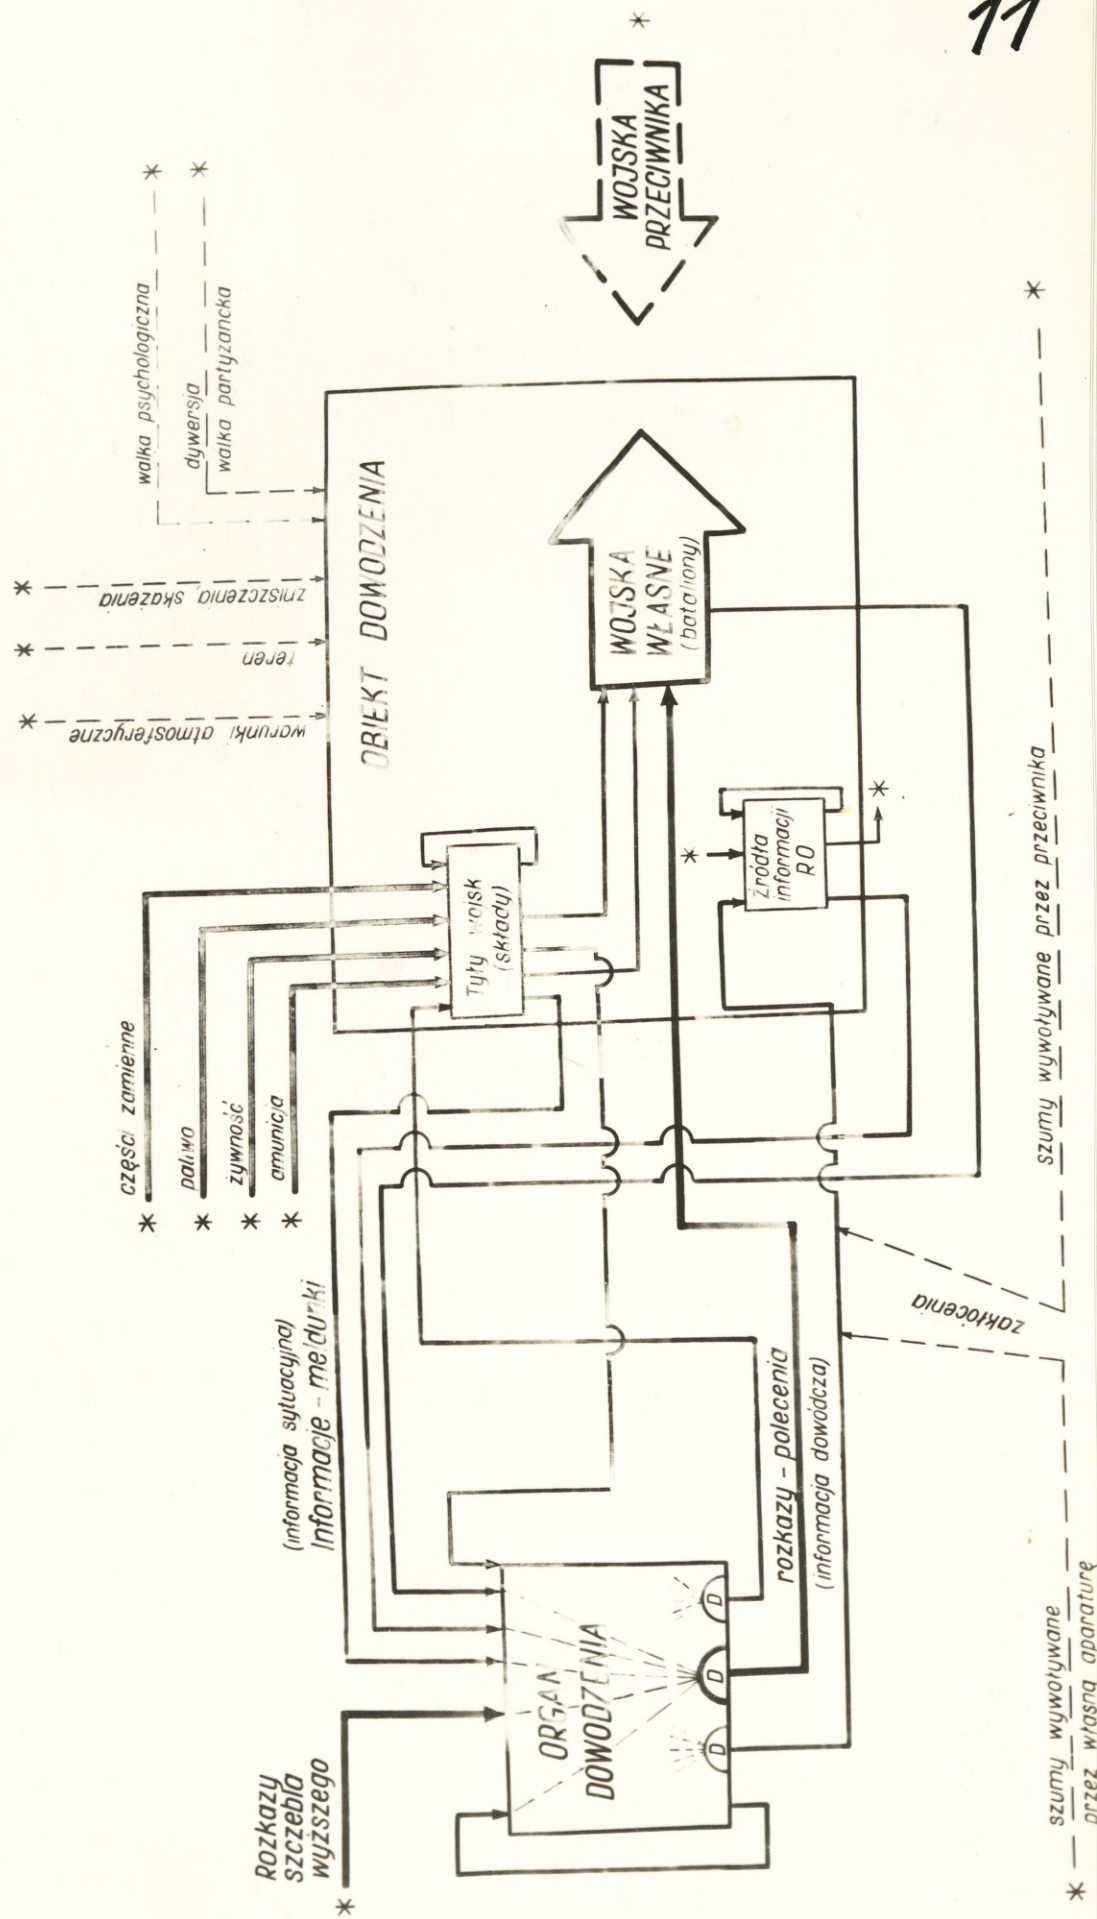 11
WOJSKA
PRZECIWNIKA
walka psychologiczna
dywersja
walka partyzancka
zniszczenia, skażenia
teren
warunki atmosferyczne
OBIEKT DOWODZENIA
WOJSKA
WŁASNE
(bataliony)
części zamienne
paliwo
żywność
amunicja
Tyły wojsk
(składy)
Źródła
informacji
RO
(informacja sytuacyjna)
Informacje - meldunki
Rozkazy
szczebla
wyższego
ORGAN
DOWODZENIA
D
D
D
rozkazy - polecenia
(informacja dowódcza)
zakłócenia
szumy wywoływane przez przeciwnika
szumy wywoływane
przez własną aparaturę